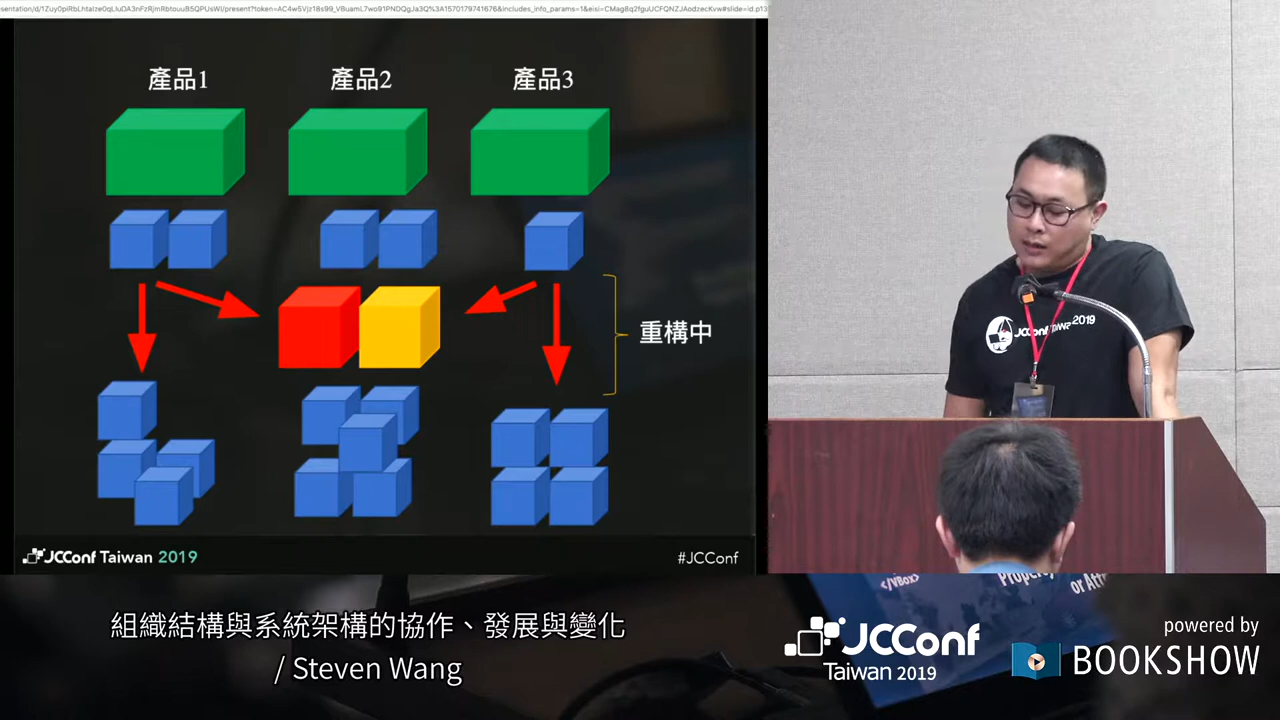 產品1
產品2
產品3
重構中
JCConf Taiwan 2019
#JCConf
JCConf
2019
</VBox>
組織結構與系統架構的協作、發展與變化
/ Steven Wang
JCConf
Taiwan 2019
powered by
BOOKSHOW